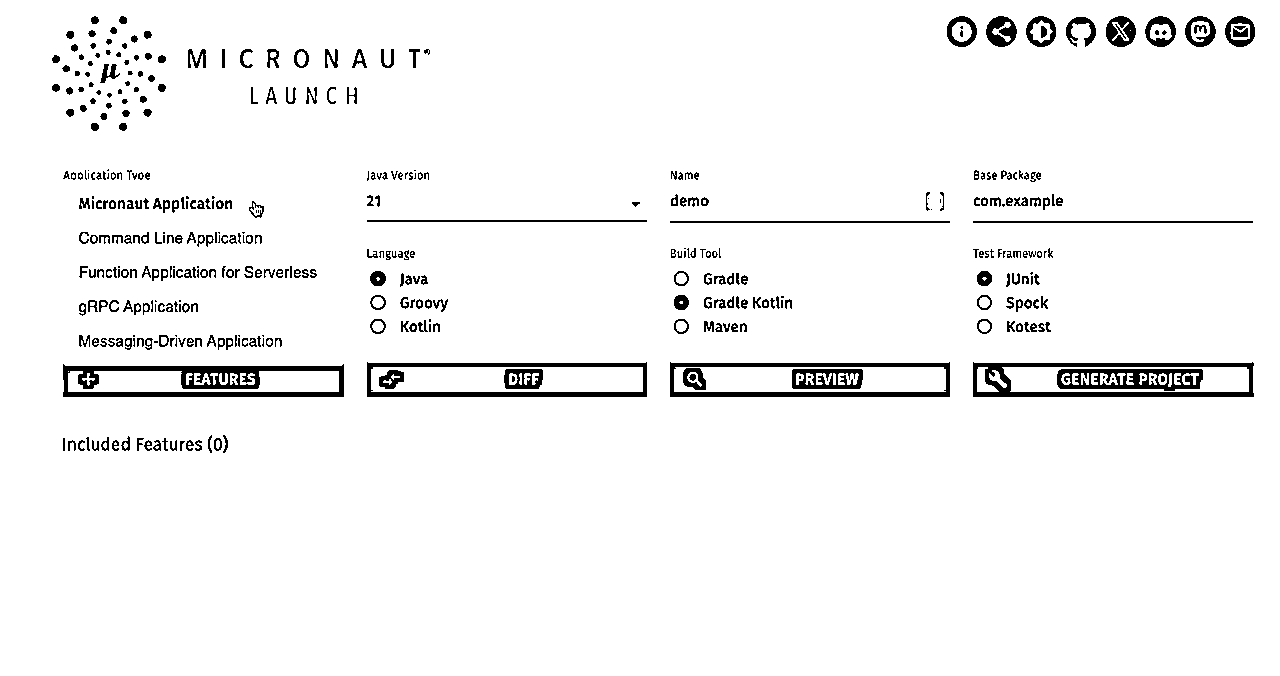 MICRONAUT®
LAUNCH
Application Type
Micronaut Application
Command Line Application
Function Application for Serverless
gRPC Application
Messaging-Driven Application
Java Version
21
Name
demo
Base Package
com.example
Language
Java
Groovy
Kotlin
Build Tool
Gradle
Gradle Kotlin
Maven
Test Framework
JUnit
Spock
Kotest
FEATURES
DIFF
PREVIEW
GENERATE PROJECT
Included Features (0)